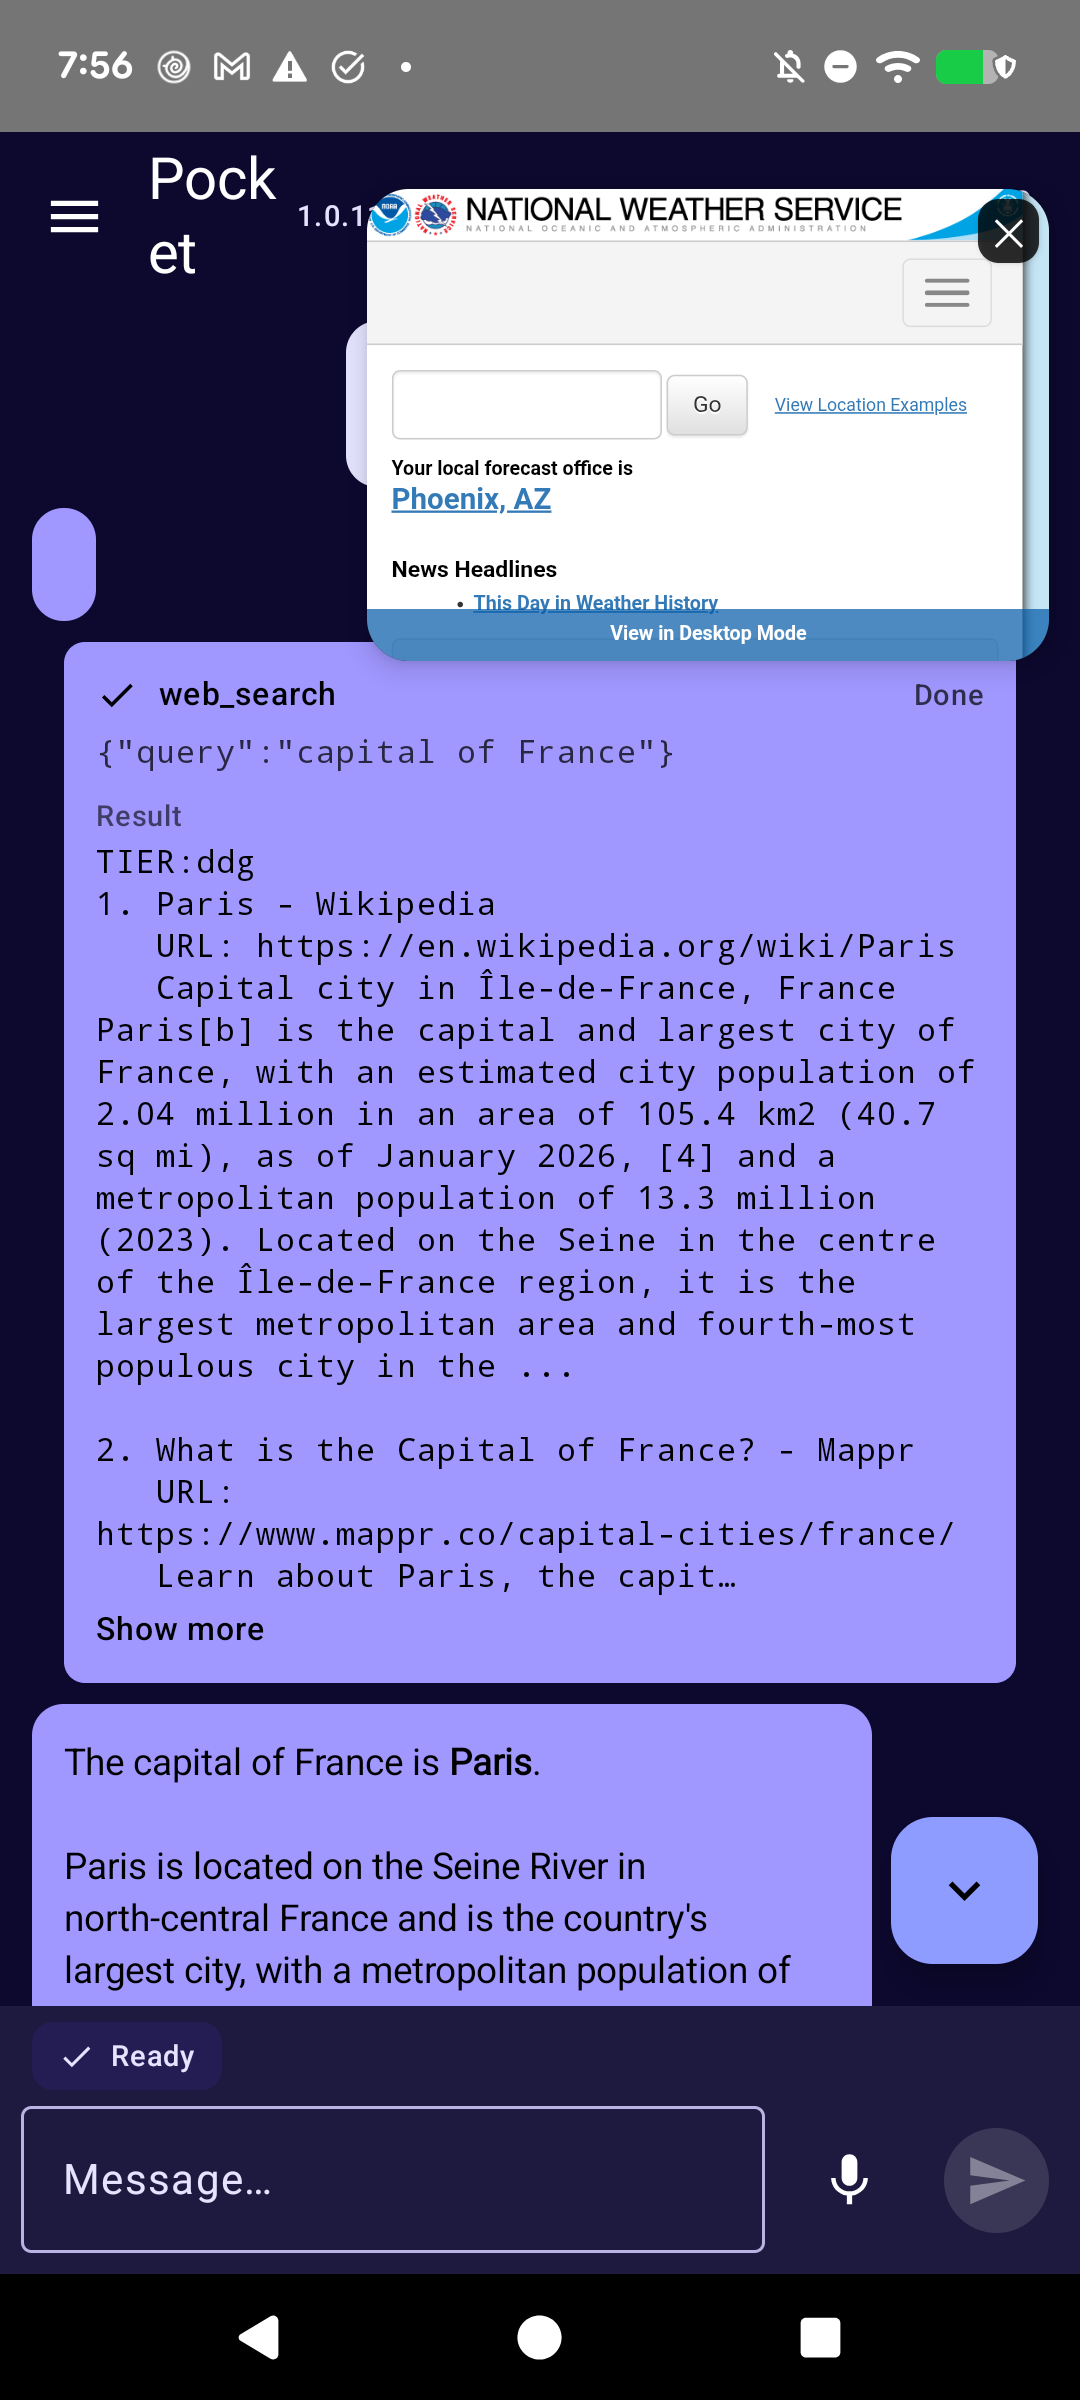 7:56
Pock
et
1.0.1
NATIONAL WEATHER SERVICE
NATIONAL OCEANIC AND ATMOSPHERIC ADMINISTRATION
Go
View Location Examples
Your local forecast office is
Phoenix, AZ
News Headlines
• This Day in Weather History
View in Desktop Mode
web_search
Done
{"query":"capital of France"}
Result
TIER:ddg
1. Paris - Wikipedia
URL: https://en.wikipedia.org/wiki/Paris
Capital city in Île-de-France, France
Paris[b] is the capital and largest city of
France, with an estimated city population of
2.04 million in an area of 105.4 km2 (40.7
sq mi), as of January 2026, [4] and a
metropolitan population of 13.3 million
(2023). Located on the Seine in the centre
of the Île-de-France region, it is the
largest metropolitan area and fourth-most
populous city in the ...
2. What is the Capital of France? - Mappr
URL:
https://www.mappr.co/capital-cities/france/
Learn about Paris, the capit…
Show more
The capital of France is Paris.
Paris is located on the Seine River in
north-central France and is the country's
largest city, with a metropolitan population of
Ready
Message…